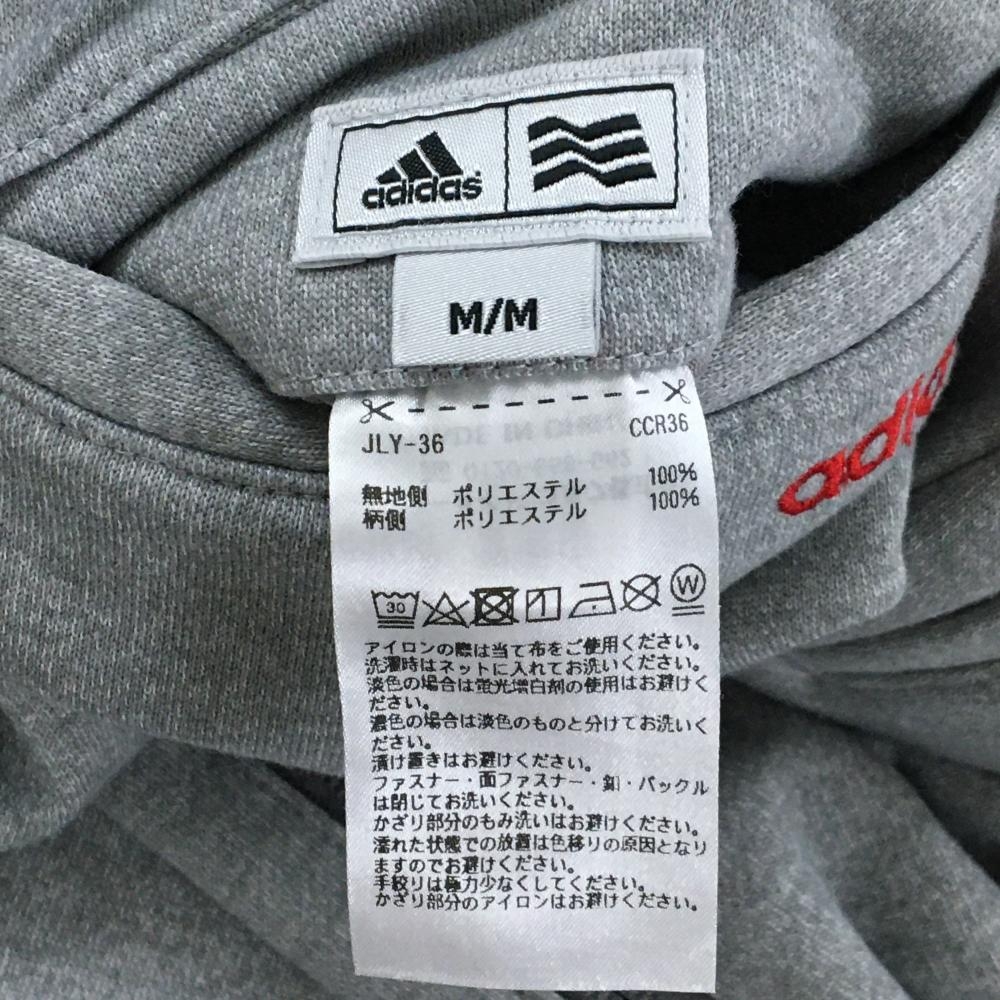 adidas
M/M
JLY-36 CCR36
無地側 ポリエステル 100%
柄側 ポリエステル 100%
30
W
アイロンの際は当て布をご使用ください。
洗濯時はネットに入れてお洗いください。
淡色の場合は蛍光増白剤の使用はお避けく
ださい。
濃色の場合は淡色のものと分けてお洗いく
ださい。
漬け置きはお避けください。
ファスナー・面ファスナー・釦・バックル
は閉じてお洗いください。
かざり部分のもみ洗いはお避けください。
濡れた状態での放置は色移りの原因となり
ますのでお避けください。
手絞りは極力少なくしてください。
かざり部分のアイロンはお避けください。